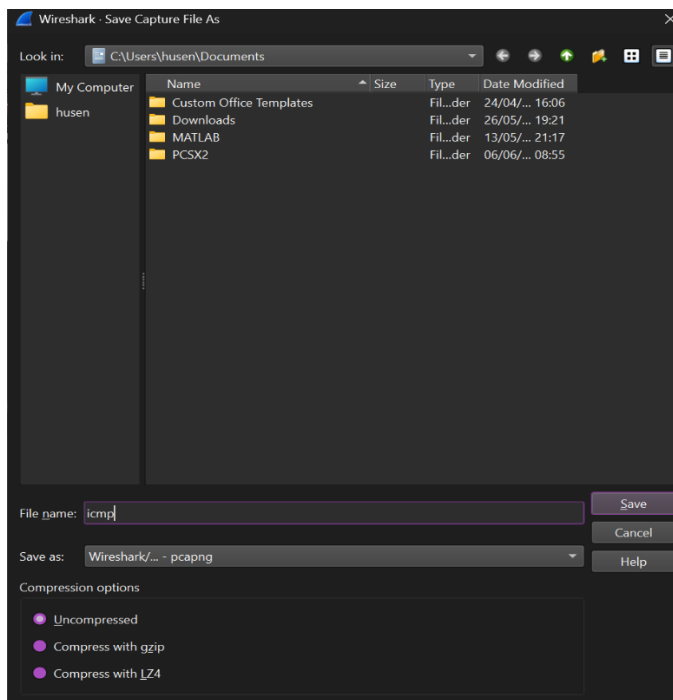 Wireshark · Save Capture File As
Look in: C:\Users\husen\Documents
My Computer
husen
Name Size Type Date Modified
Custom Office Templates Fil...der 24/04/... 16:06
Downloads Fil...der 26/05/... 19:21
MATLAB Fil...der 13/05/... 21:17
PCSX2 Fil...der 06/06/... 08:55
File name: icmp
Save
Cancel
Save as: Wireshark/... - pcapng
Help
Compression options
Uncompressed
Compress with gzip
Compress with LZ4